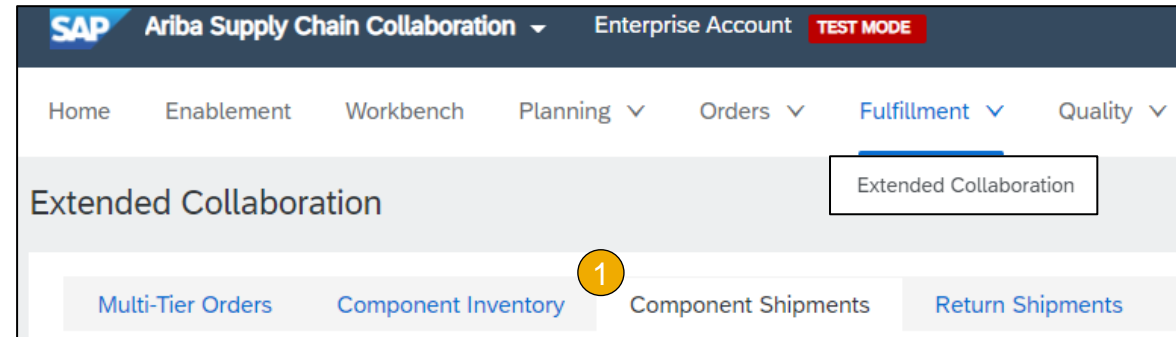 SAP Ariba Supply Chain Collaboration Enterprise Account TEST MODE
Home Enablement Workbench Planning Orders Fulfillment Quality
Extended Collaboration
Extended Collaboration
1
Multi-Tier Orders Component Inventory Component Shipments Return Shipments